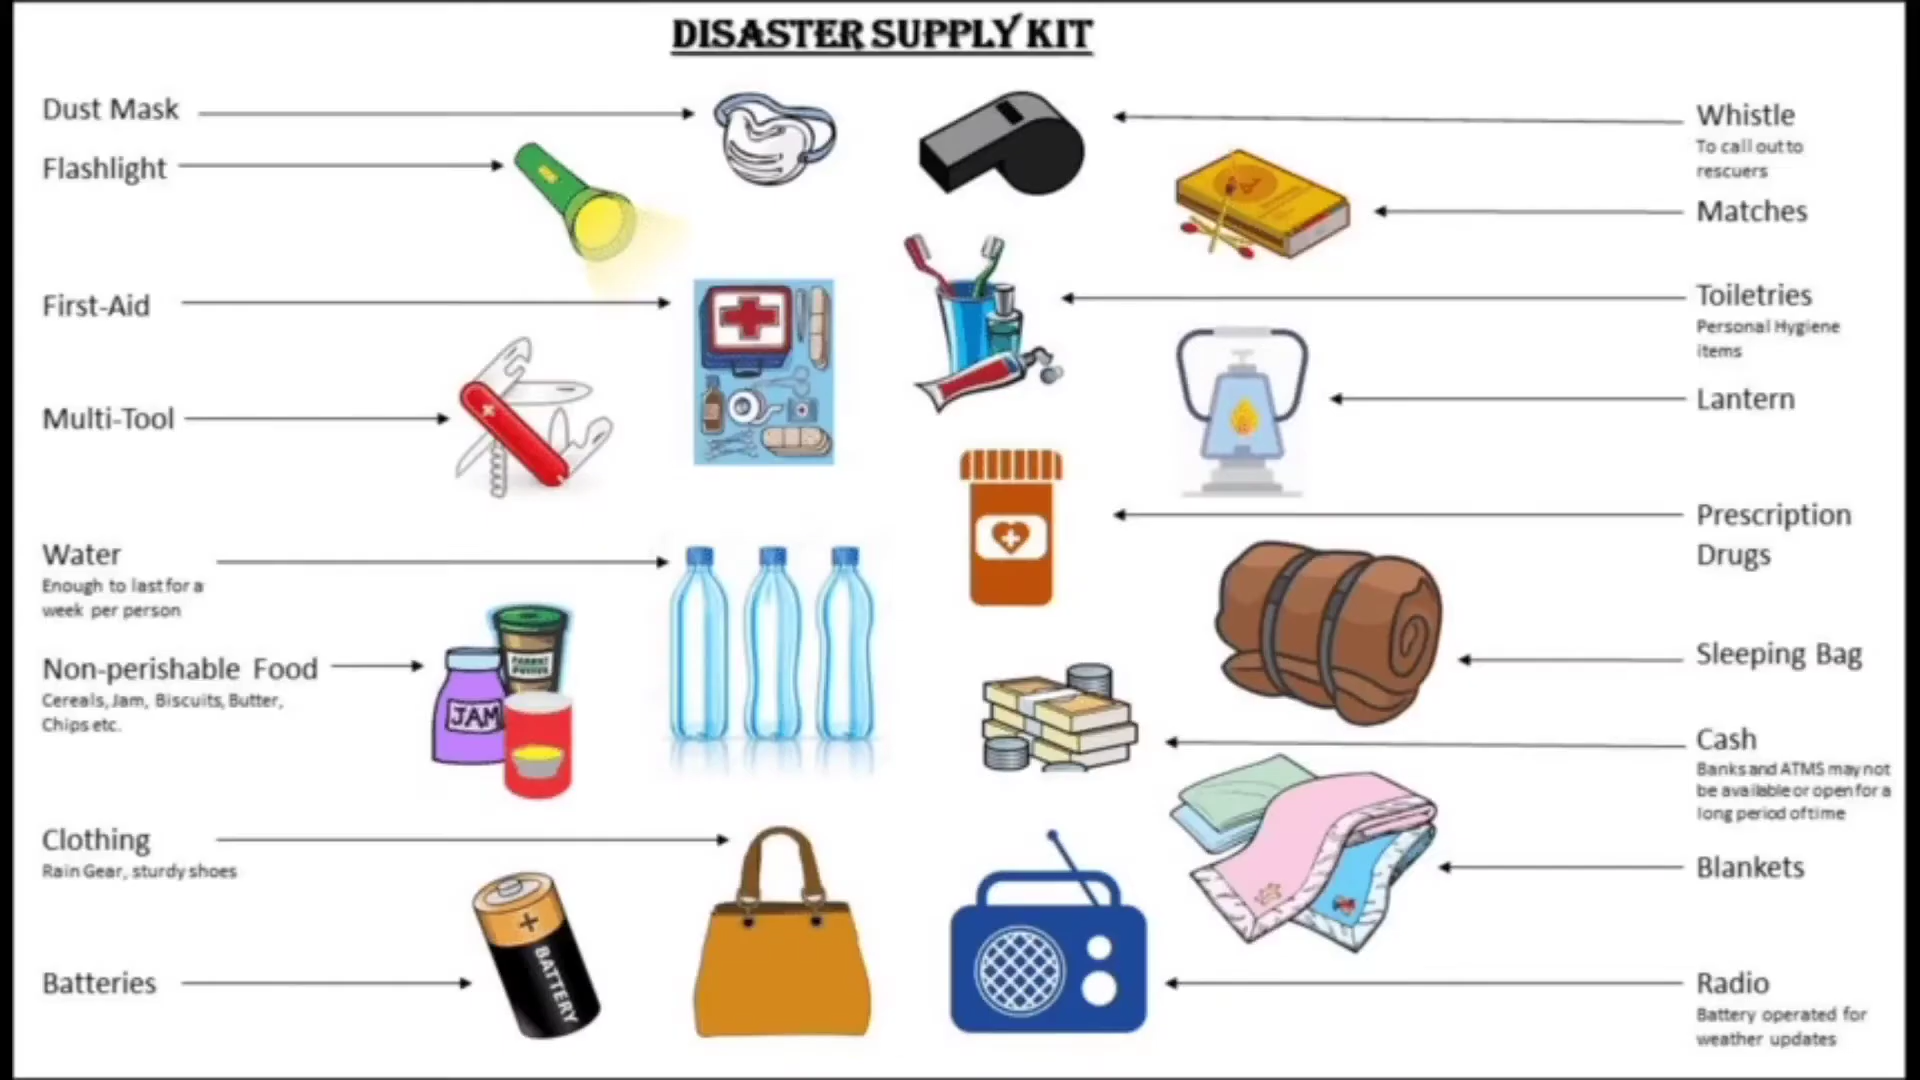 DISASTER SUPPLY KIT
Dust Mask
Flashlight
First-Aid
Multi-Tool
Water
Enough to last for a
week per person
Non-perishable Food
Cereals, Jam, Biscuits, Butter,
Chips etc.
Clothing
Rain Gear, sturdy shoes
Batteries
JAM
BATTERY
Whistle
To call out to
rescuers
Matches
Toiletries
Personal Hygiene
items
Lantern
Prescription
Drugs
Sleeping Bag
Cash
Banks and ATMS may not
be available or open for a
long period of time
Blankets
Radio
Battery operated for
weather updates